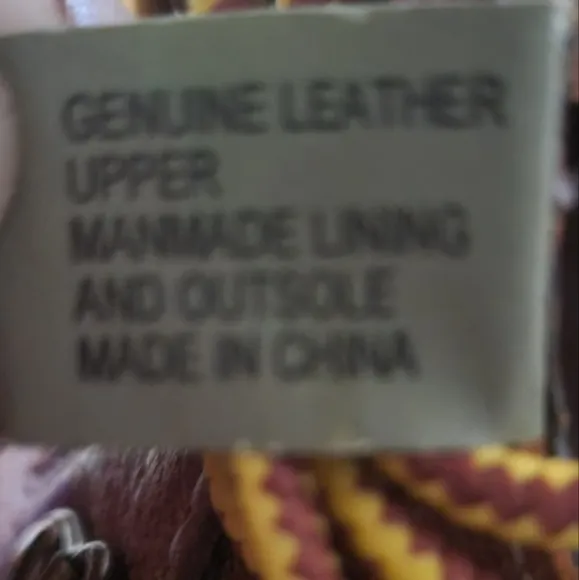 GENUINE LEATHER
UPPER
MANMADE LINING
AND OUTSOLE
MADE IN CHINA